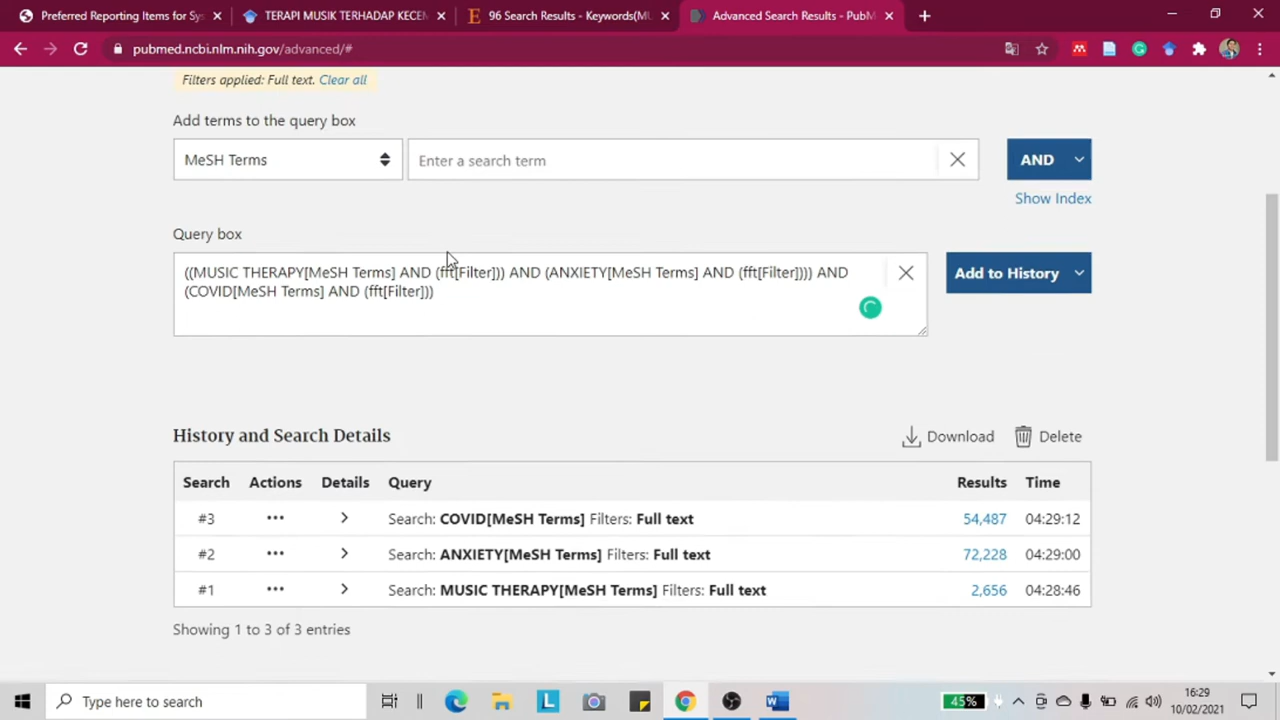 Preferred Reporting Items for Sys
TERAPI MUSIK TERHADAP KECEM
96 Search Results - Keywords(MU
Advanced Search Results - PubM
pubmed.ncbi.nlm.nih.gov/advanced/#
Filters applied: Full text. Clear all
Add terms to the query box
MeSH Terms
Enter a search term
AND
Show Index
Query box
((MUSIC THERAPY[MeSH Terms] AND (fft[Filter])) AND (ANXIETY[MeSH Terms] AND (fft[Filter]))) AND
(COVID[MeSH Terms] AND (fft[Filter]))
Add to History
History and Search Details
Download
Delete
Search Actions Details Query Results Time
#3 Search: COVID[MeSH Terms] Filters: Full text 54,487 04:29:12
#2 Search: ANXIETY[MeSH Terms] Filters: Full text 72,228 04:29:00
#1 Search: MUSIC THERAPY[MeSH Terms] Filters: Full text 2,656 04:28:46
Showing 1 to 3 of 3 entries
Type here to search
45%
16:29
10/02/2021